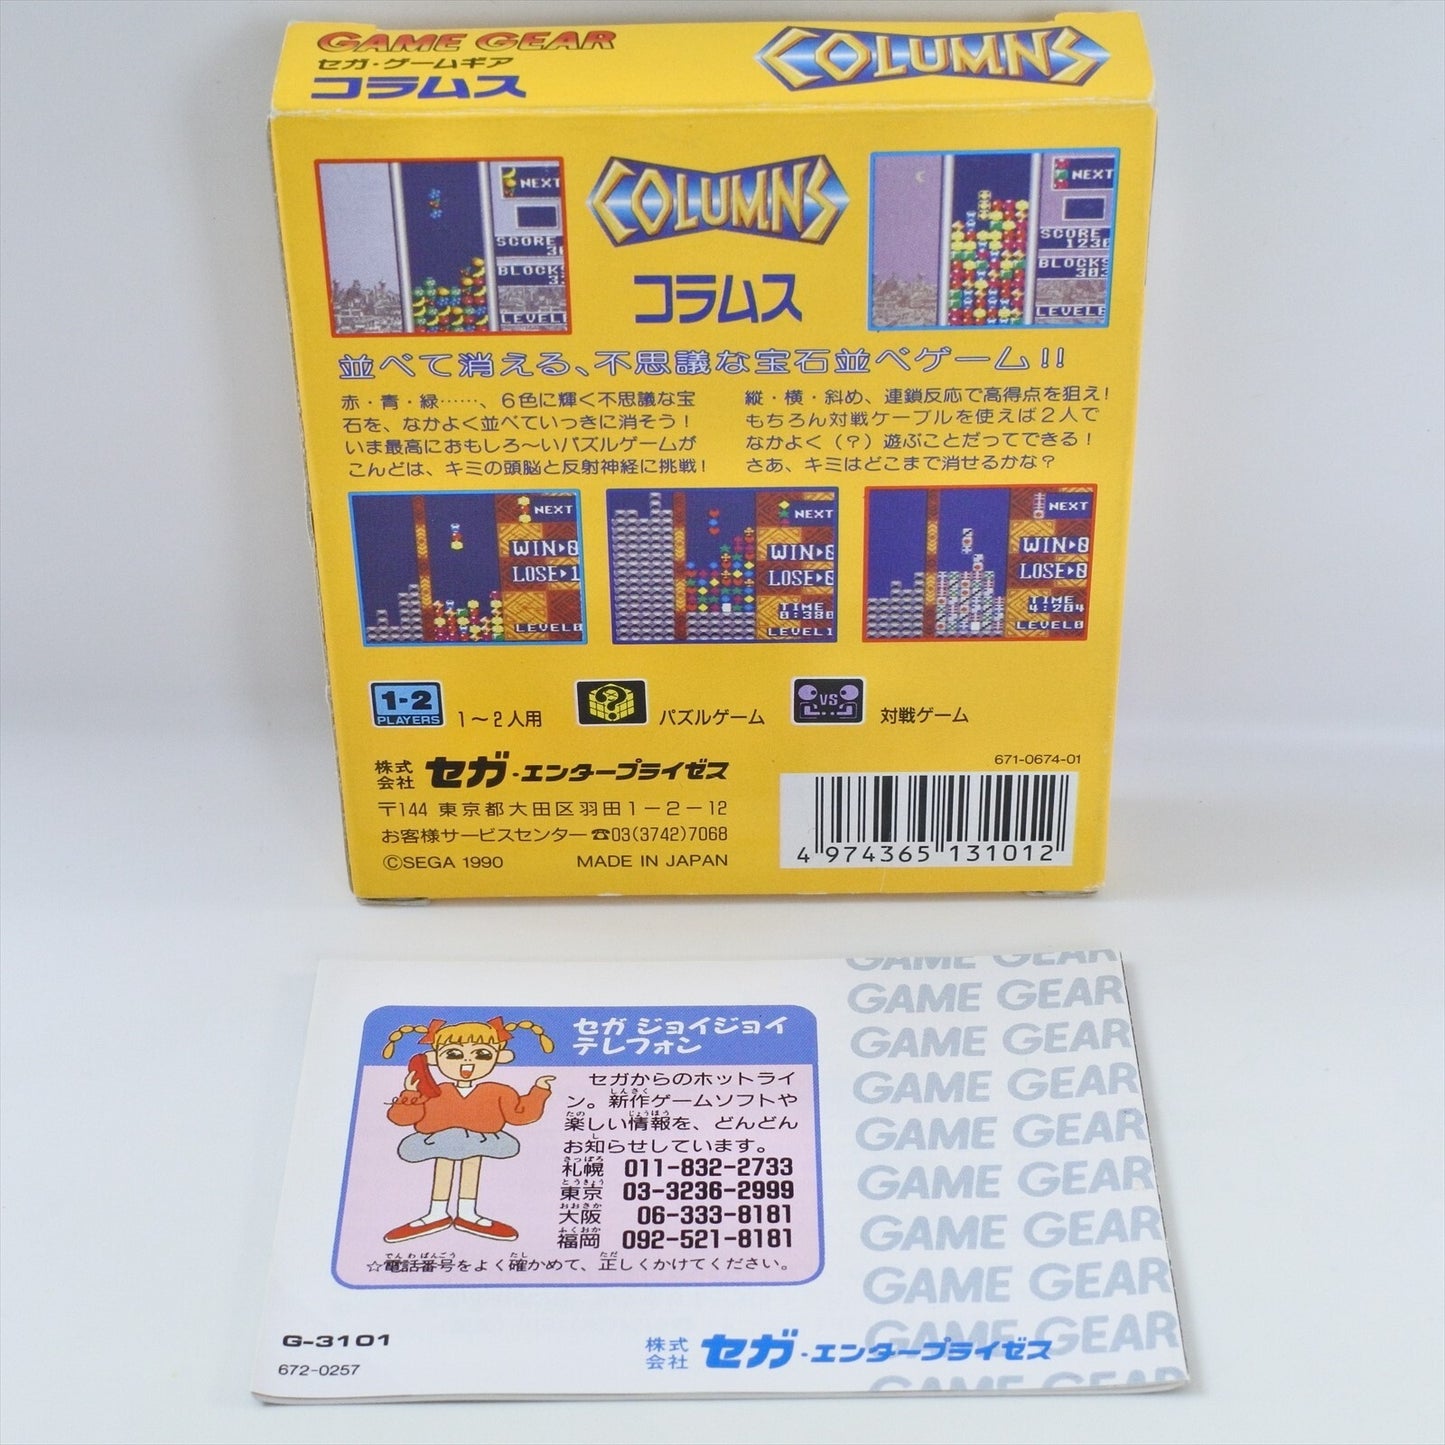 GAME GEAR
セガ・ゲームギア
コラムス
COLUMNS
NEXT
SCORE
BLOCKS
LEVEL
COLUMNS
コラムス
NEXT
SCORE
1230
BLOCKS
303
LEVEL
並べて消える、不思議な宝石並べゲーム!!
赤・青・緑……、6色に輝く不思議な宝
石を、なかよく並べていっきに消そう!
いま最高におもしろ〜いパズルゲームが
こんどは、キミの頭脳と反射神経に挑戦!
縦・横・斜め、連鎖反応で高得点を狙え!
もちろん対戦ケーブルを使えば2人で
なかよく(?)遊ぶことだってできる!
さあ、キミはどこまで消せるかな?
NEXT
WIN▸0
LOSE▸1
LEVEL0
NEXT
WIN▸0
LOSE▸0
TIME
0:380
LEVEL1
NEXT
WIN▸0
LOSE▸0
TIME
4:204
LEVEL0
1-2
PLAYERS
1〜2人用
?
パズルゲーム
VS
対戦ゲーム
株式会社 セガ・エンタープライゼス
〒144 東京都大田区羽田1-2-12
お客様サービスセンター☎03(3742)7068
©SEGA 1990 MADE IN JAPAN
671-0674-01
4 974365 131012
セガ ジョイジョイ
テレフォン
セガからのホットライ
ン。新作ゲームソフトや
楽しい情報を、どんどん
お知らせしています。
札幌 011-832-2733
東京 03-3236-2999
大阪 06-333-8181
福岡 092-521-8181
☆電話番号をよく確かめて、正しくかけてください。
GAME GEAR
GAME GEAR
GAME GEAR
GAME GEAR
GAME GEAR
GAME GEAR
GAME GEAR
GAME GEAR
GAME GEAR
GAME GEAR
G-3101
672-0257
株式会社 セガ・エンタープライゼス